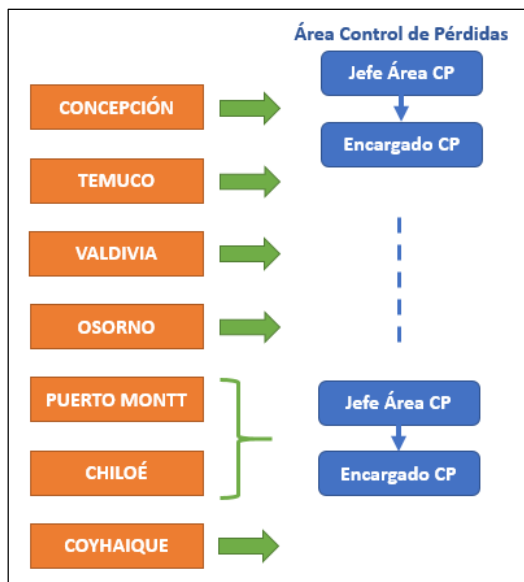 Área Control de Pérdidas
Jefe Área CP
CONCEPCIÓN
Encargado CP
TEMUCO
VALDIVIA
OSORNO
PUERTO MONTT
Jefe Área CP
CHILOÉ
Encargado CP
COYHAIQUE